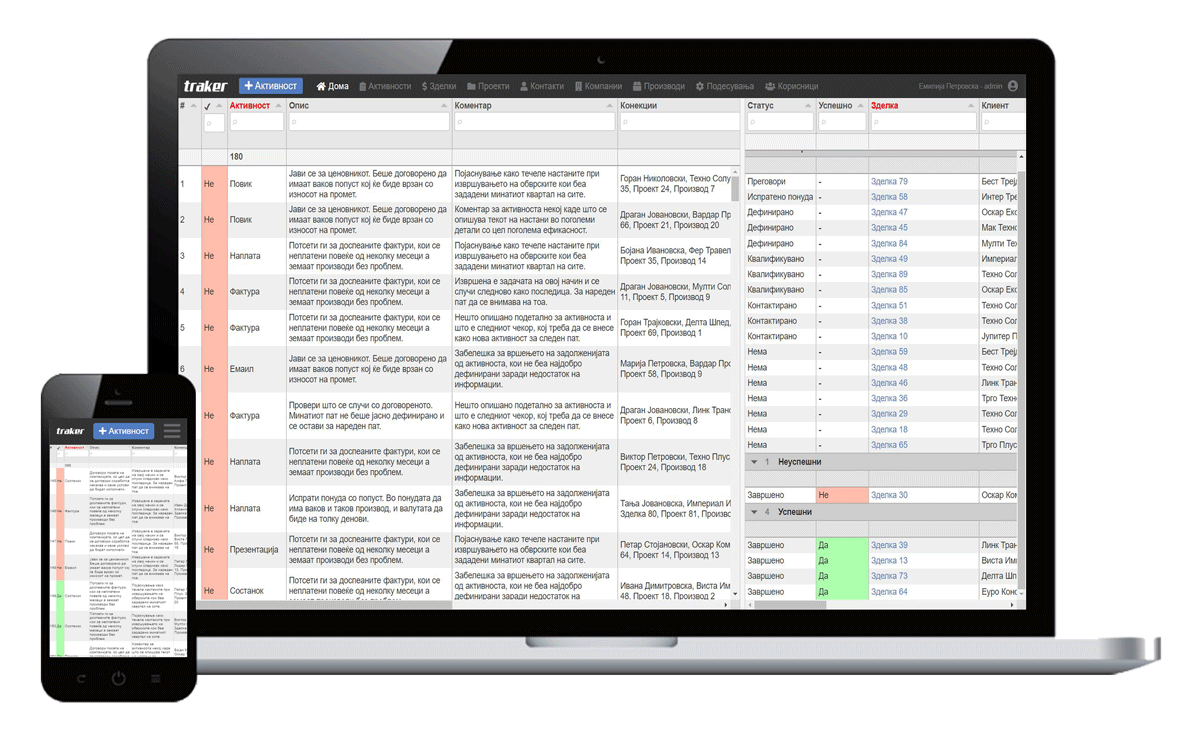 traker
+ Активност
Дома
Активности
$ Зделки
Проекти
Контакти
Компании
Производи
Подесувања
Корисници
Емилија Петровска - admin
# ✓ Активност Опис Коментар Конекции
180
1 Не Повик
Јави се за ценовникот. Беше договорено да
имаат ваков попуст кој ќе биде врзан со
износот на промет.
Појаснување како течеле настаните при
извршувањето на обврските кои беа
зададени минатиот квартал на сите.
Горан Николовски, Техно Солу
35, Проект 24, Производ 7
2 Не Повик
Јави се за ценовникот. Беше договорено да
имаат ваков попуст кој ќе биде врзан со
износот на промет.
Коментар за активноста некој каде што се
опишува текот на настани во поголеми
детали со цел поголема ефикасност.
Драган Јовановски, Вардар Пр
66, Проект 21, Производ 20
3 Не Наплата
Потсети ги за доспеаните фактури, кои се
неплатени повеќе од неколку месеци а
земаат производи без проблем.
Појаснување како течеле настаните при
извршувањето на обврските кои беа
зададени минатиот квартал на сите.
Бојана Ивановска, Фер Травел
Проект 35, Производ 14
4 Не Фактура
Потсети ги за доспеаните фактури, кои се
неплатени повеќе од неколку месеци а
земаат производи без проблем.
Извршена е задачата на овој начин и се
случи следново како последица. За нареден
пат да се внимава на тоа.
Драган Јовановски, Мулти Сол
11, Проект 5, Производ 9
5 Не Фактура
Потсети ги за доспеаните фактури, кои се
неплатени повеќе од неколку месеци а
земаат производи без проблем.
Нешто опишано подетално за активноста и
што е следниот чекор, кој треба да се внесе
како нова активност за следен пат.
Горан Трајковски, Делта Шпед,
Проект 69, Производ 1
6 Не Емаил
Јави се за ценовникот. Беше договорено да
имаат ваков попуст кој ќе биде врзан со
износот на промет.
Забелешка за вршењето на задолженијата
од активноста, кои не беа најдобро
дефинирани заради недостаток на
информации.
Марија Петровска, Вардар Про
Проект 58, Производ 9
Не Фактура
Провери што се случи со договореното.
Минатиот пат не беше јасно дефинирано и
се остави за нареден пат.
Нешто опишано подетално за активноста и
што е следниот чекор, кој треба да се внесе
како нова активност за следен пат.
Драган Јовановски, Линк Транс
Проект 6, Производ 8
Не Наплата
Потсети ги за доспеаните фактури, кои се
неплатени повеќе од неколку месеци а
земаат производи без проблем.
Забелешка за вршењето на задолженијата
од активноста, кои не беа најдобро
дефинирани заради недостаток на
информации.
Виктор Петровски, Техно Плус
Проект 24, Производ 18
Не Наплата
Испрати понуда со попуст. Во понудата да
има ваков и таков производ, и валутата да
биде на толку денови.
Забелешка за вршењето на задолженијата
од активноста, кои не беа најдобро
дефинирани заради недостаток на
информации.
Тања Јовановска, Империал И
Зделка 80, Проект 81, Произво
Не Презентација
Потсети ги за доспеаните фактури, кои се
неплатени повеќе од неколку месеци а
земаат производи без проблем.
Појаснување како течеле настаните при
извршувањето на обврските кои беа
зададени минатиот квартал на сите.
Петар Стојановски, Оскар Ком
64, Проект 14, Производ 13
Не Состанок
Потсети ги за доспеаните фактури, кои се
неплатени повеќе од неколку месеци а
земаат производи без проблем.
Забелешка за вршењето на задолженијата
од активноста, кои не беа најдобро
дефинирани заради недостаток на
Ивана Димитровска, Виста Им
48, Проект 18, Производ 2
Статус Успешно Зделка Клиент
Преговори - Зделка 79 Бест Треј
Испратено понуда - Зделка 58 Интер Тре
Дефинирано - Зделка 47 Оскар Екс
Дефинирано - Зделка 45 Мак Техно
Дефинирано - Зделка 84 Мулти Тех
Квалификувано - Зделка 49 Империал
Квалификувано - Зделка 89 Техно Сол
Квалификувано - Зделка 85 Оскар Екс
Контактирано - Зделка 51 Техно Сол
Контактирано - Зделка 38 Техно Сол
Контактирано - Зделка 10 Јупитер П
Нема - Зделка 59 Бест Треј
Нема - Зделка 48 Техно Сол
Нема - Зделка 46 Линк Тран
Нема - Зделка 36 Трго Техно
Нема - Зделка 29 Техно Сол
Нема - Зделка 18 Техно Сол
Нема - Зделка 65 Трго Плус
1 Неуспешни
Завршено Не Зделка 30 Оскар Ком
4 Успешни
Завршено Да Зделка 39 Линк Тран
Завршено Да Зделка 13 Виста Им
Завршено Да Зделка 73 Делта Шп
Завршено Да Зделка 64 Еуро Конс
traker
+ Активност